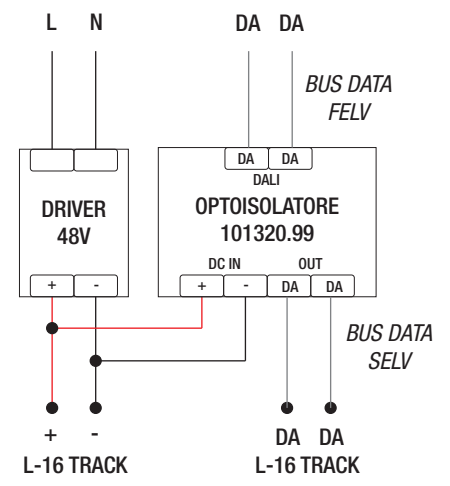 L N DA DA
BUS DATA
FELV
DA DA
DALI
DRIVER
48V
OPTOISOLATORE
101320.99
DC IN OUT
+ -
+ - DA DA
BUS DATA
SELV
+ -
L-16 TRACK
DA DA
L-16 TRACK